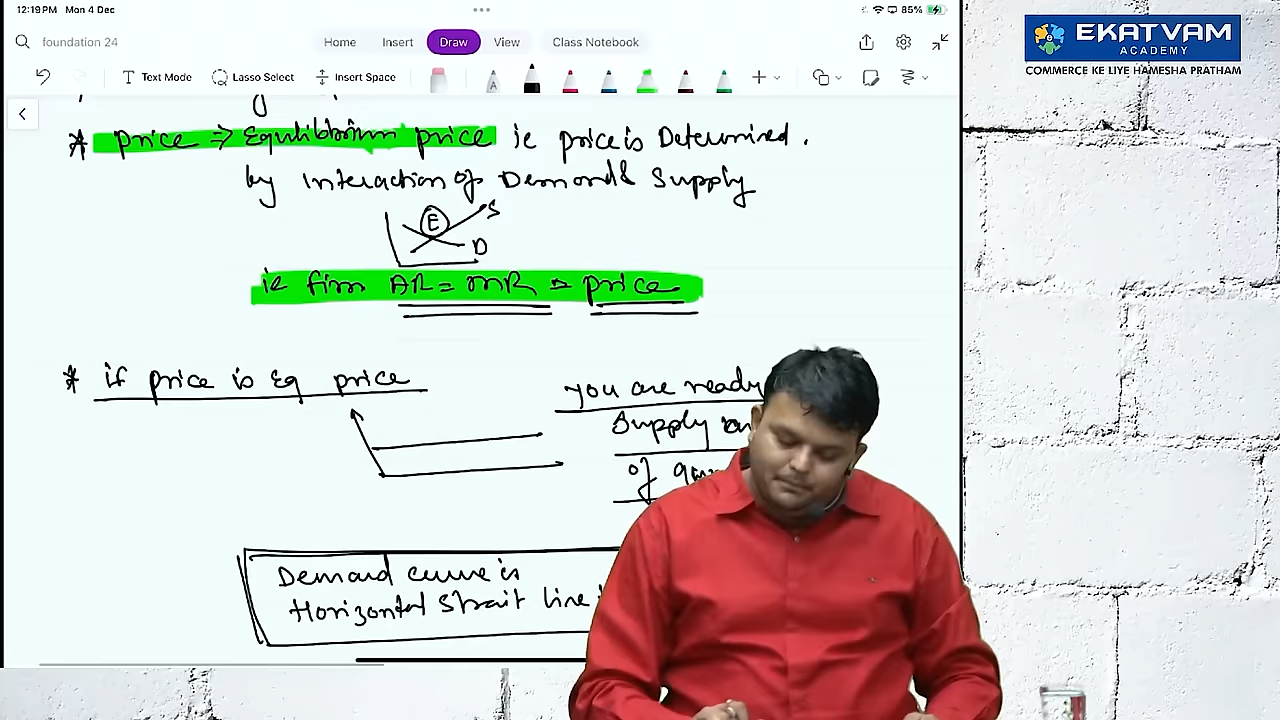 12:19 PM Mon 4 Dec
85%
foundation 24
Home Insert Draw View Class Notebook
Text Mode Lasso Select Insert Space
* Price ⇒ Equilibrium price ie price is Determined.
by Interaction of Demand & Supply
E S
D
ie firm AR = MR = price
* if price is Eq price
you are ready
Supply
of
Demand curve is
Horizontal Strait line
EKATVAM
ACADEMY
COMMERCE KE LIYE HAMESHA PRATHAM